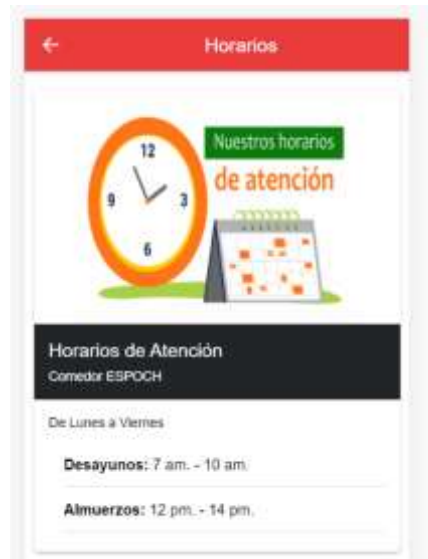 Horarios
Nuestros horarios
de atención
12
9
3
6
Horarios de Atención
Comedor ESPOCH
De Lunes a Viernes
Desayunos: 7 am. - 10 am.
Almuerzos: 12 pm. - 14 pm.